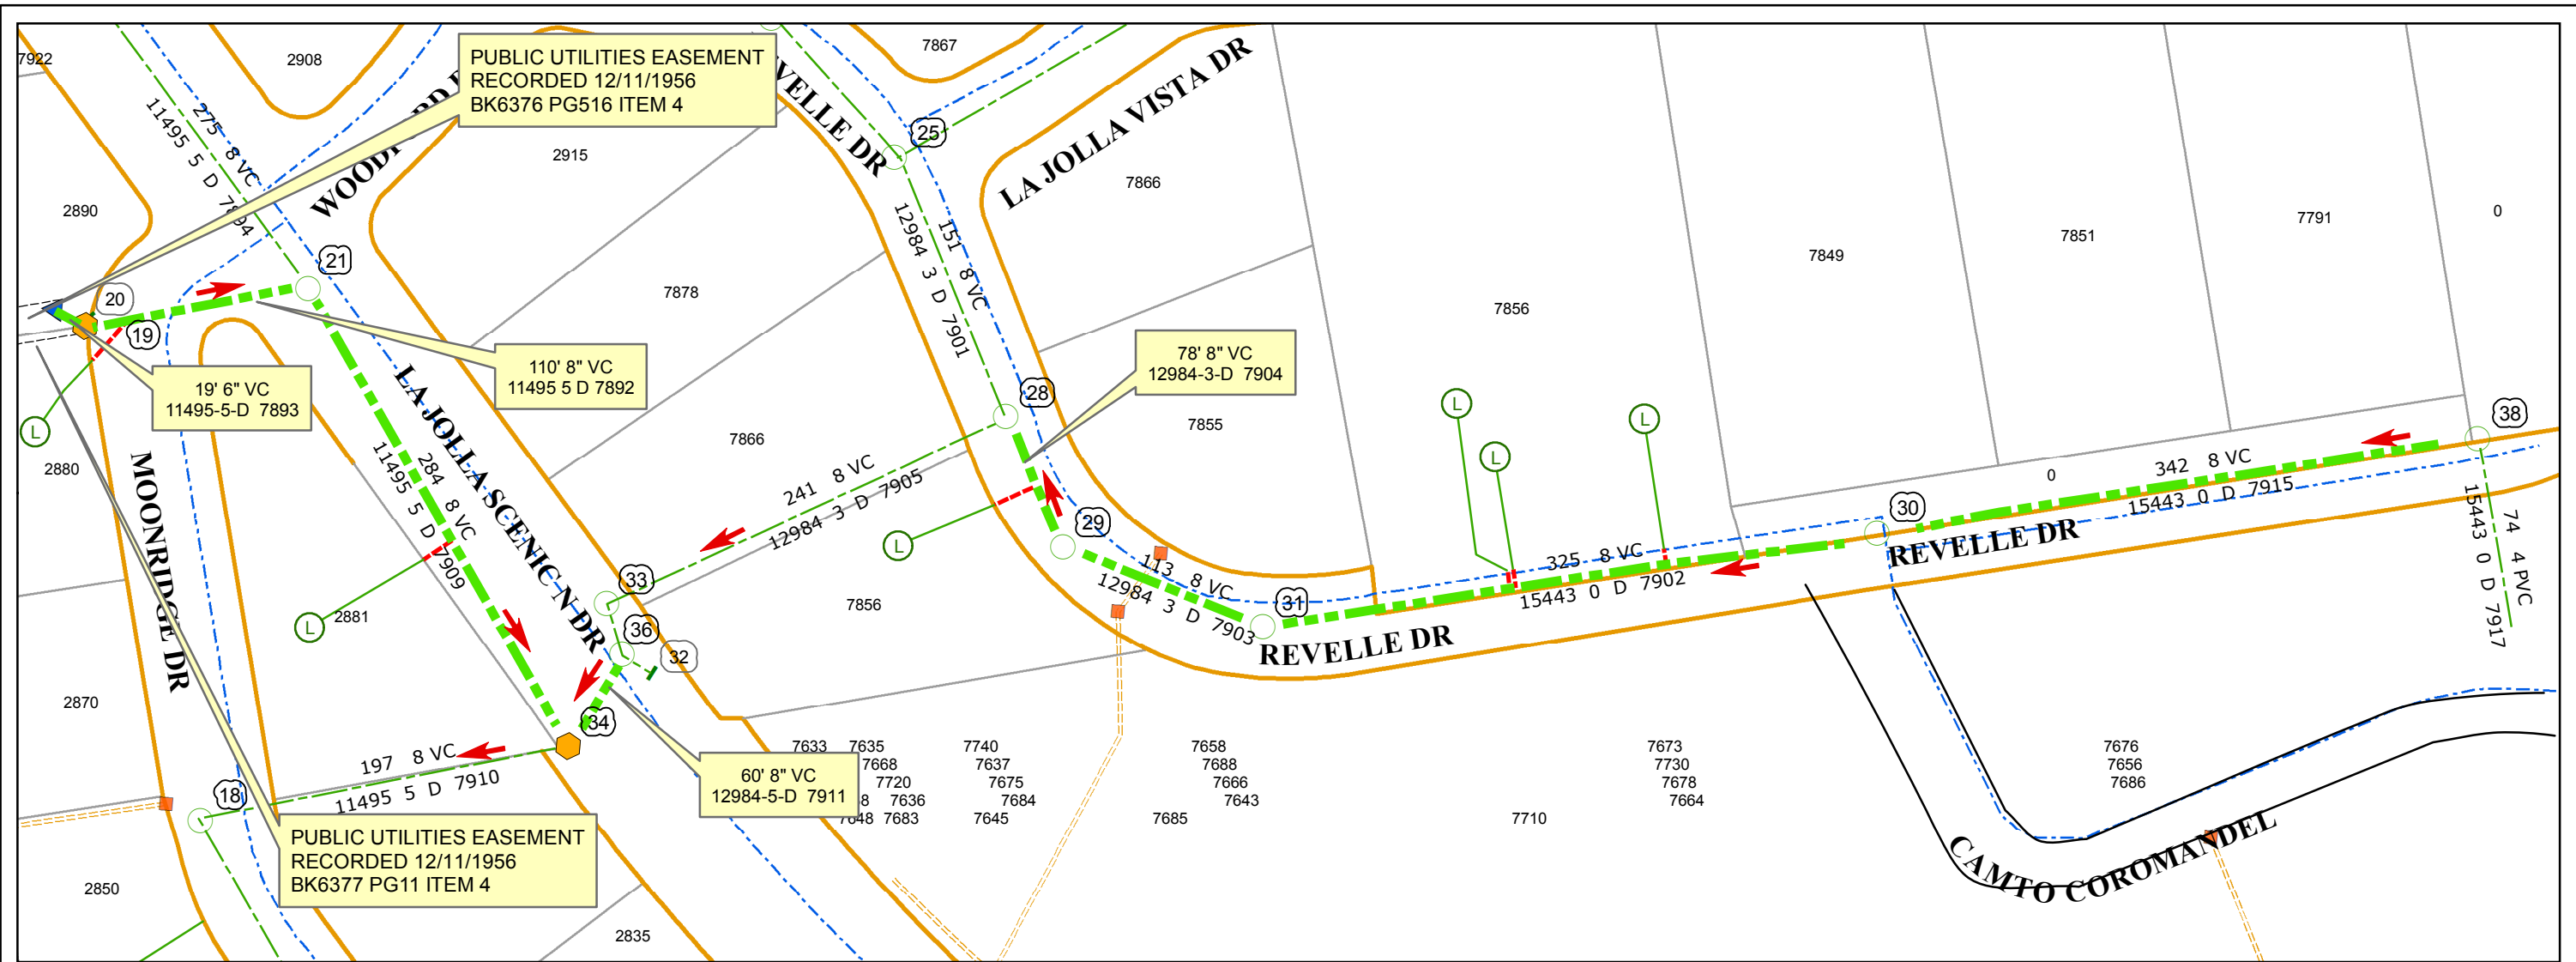 PUBLIC UTILITIES EASEMENT
RECORDED 12/11/1956
BK6376 PG516 ITEM 4
7922
2908
7867
2915
2890
7866
7878
275 8 VC
11495 5 D 7894
REVELLE DR
LA JOLLA VISTA DR
25
21
20
19
151 8 VC
12984 3 D 7901
7856
7849
7851
7791
0
110' 8" VC
11495 5 D 7892
19' 6" VC
11495-5-D 7893
78' 8" VC
12984-3-D 7904
28
7855
7866
L
L
L
L
L
38
2880
MOONRIDGE DR
LA JOLLA SCENIC N DR
284 8 VC
11495 5 D 7909
241 8 VC
12984 3 D 7905
29
30
0
342 8 VC
15443 0 D 7915
74 4 PVC
15443 0 D 7917
REVELLE DR
113 8 VC
12984 3 D 7903
325 8 VC
15443 0 D 7902
31
REVELLE DR
33
36
32
34
7856
2881
2870
197 8 VC
11495 5 D 7910
18
60' 8" VC
12984-5-D 7911
7633 7635 7740 7658 7673 7676
7668 7637 7688 7730 7656
7720 7675 7666 7678 7686
7636 7684 7643 7664
7648 7683 7645 7685 7710
PUBLIC UTILITIES EASEMENT
RECORDED 12/11/1956
BK6377 PG11 ITEM 4
2850
2835
CAMTO COROMANDEL